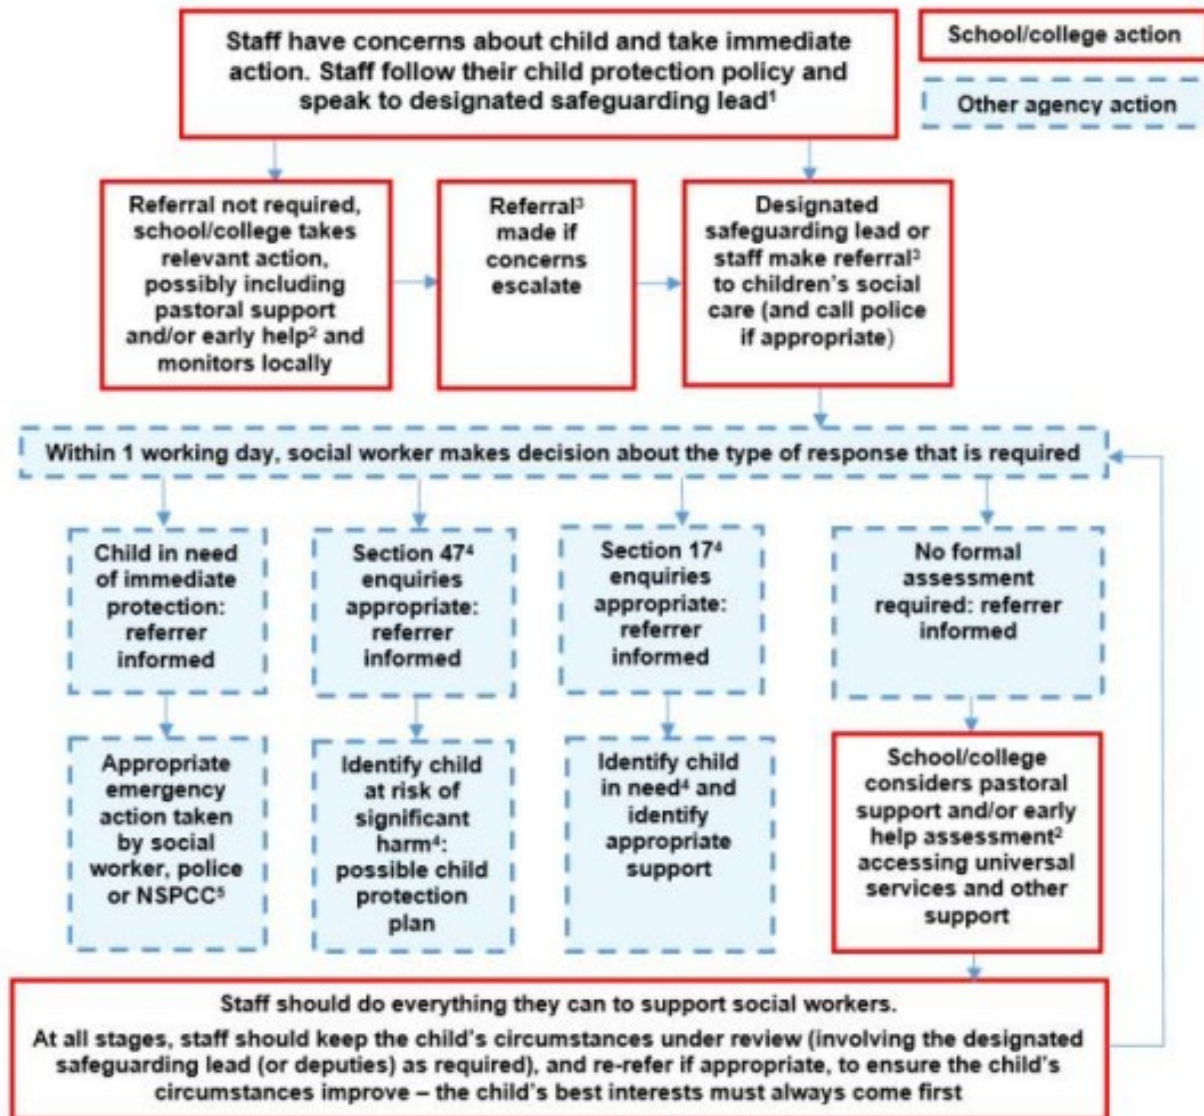 Staff have concerns about child and take immediate
action. Staff follow their child protection policy and
speak to designated safeguarding lead¹
School/college action
Other agency action
Referral not required,
school/college takes
relevant action,
possibly including
pastoral support
and/or early help² and
monitors locally
Referral³
made if
concerns
escalate
Designated
safeguarding lead or
staff make referral³
to children’s social
care (and call police
if appropriate)
Within 1 working day, social worker makes decision about the type of response that is required
Child in need
of immediate
protection:
referrer
informed
Section 47⁴
enquiries
appropriate:
referrer
informed
Section 17⁴
enquiries
appropriate:
referrer
informed
No formal
assessment
required: referrer
informed
Appropriate
emergency
action taken
by social
worker, police
or NSPCC⁵
Identify child
at risk of
significant
harm⁴:
possible child
protection
plan
Identify child
in need⁴ and
identify
appropriate
support
School/college
considers pastoral
support and/or early
help assessment²
accessing universal
services and other
support
Staff should do everything they can to support social workers.
At all stages, staff should keep the child’s circumstances under review (involving the designated
safeguarding lead (or deputies) as required), and re-refer if appropriate, to ensure the child’s
circumstances improve – the child’s best interests must always come first